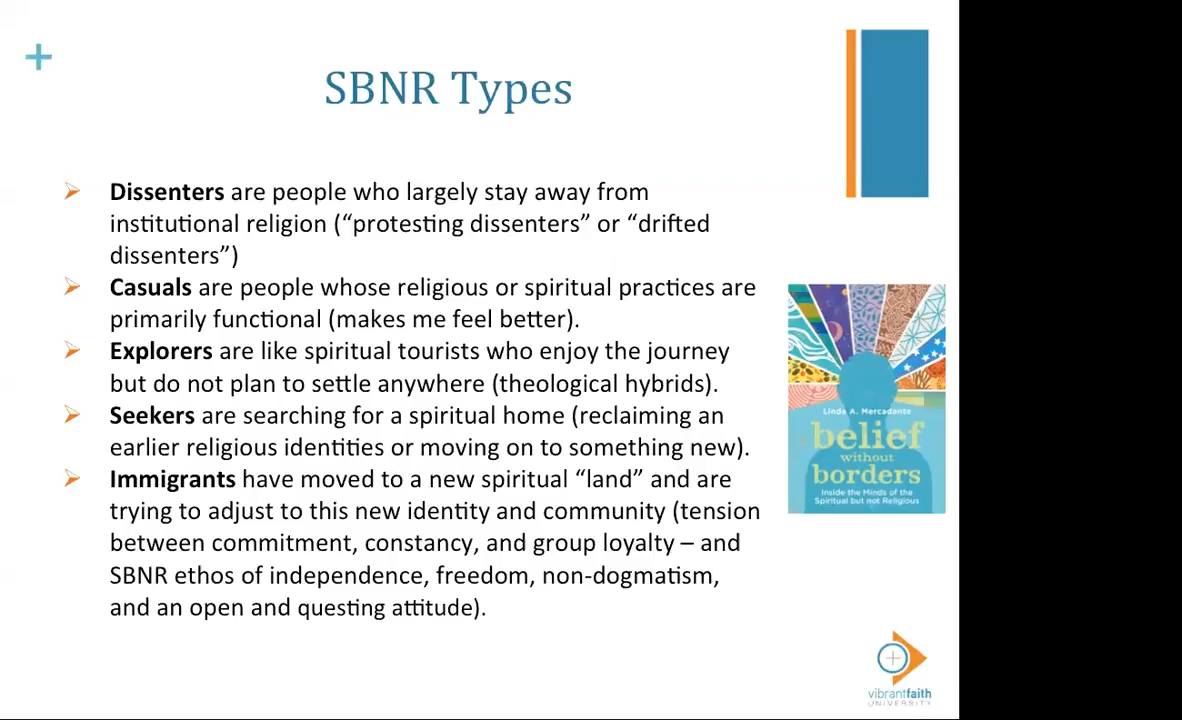 SBNR Types
Dissenters are people who largely stay away from
institutional religion (“protesting dissenters” or “drifted
dissenters”)
Casuals are people whose religious or spiritual practices are
primarily functional (makes me feel better).
Explorers are like spiritual tourists who enjoy the journey
but do not plan to settle anywhere (theological hybrids).
Seekers are searching for a spiritual home (reclaiming an
earlier religious identities or moving on to something new).
Immigrants have moved to a new spiritual “land” and are
trying to adjust to this new identity and community (tension
between commitment, constancy, and group loyalty – and
SBNR ethos of independence, freedom, non-dogmatism,
and an open and questing attitude).
Linda A. Mercadante
belief
without
borders
Inside the Minds of the
Spiritual but not Religious
vibrantfaith
UNIVERSITY